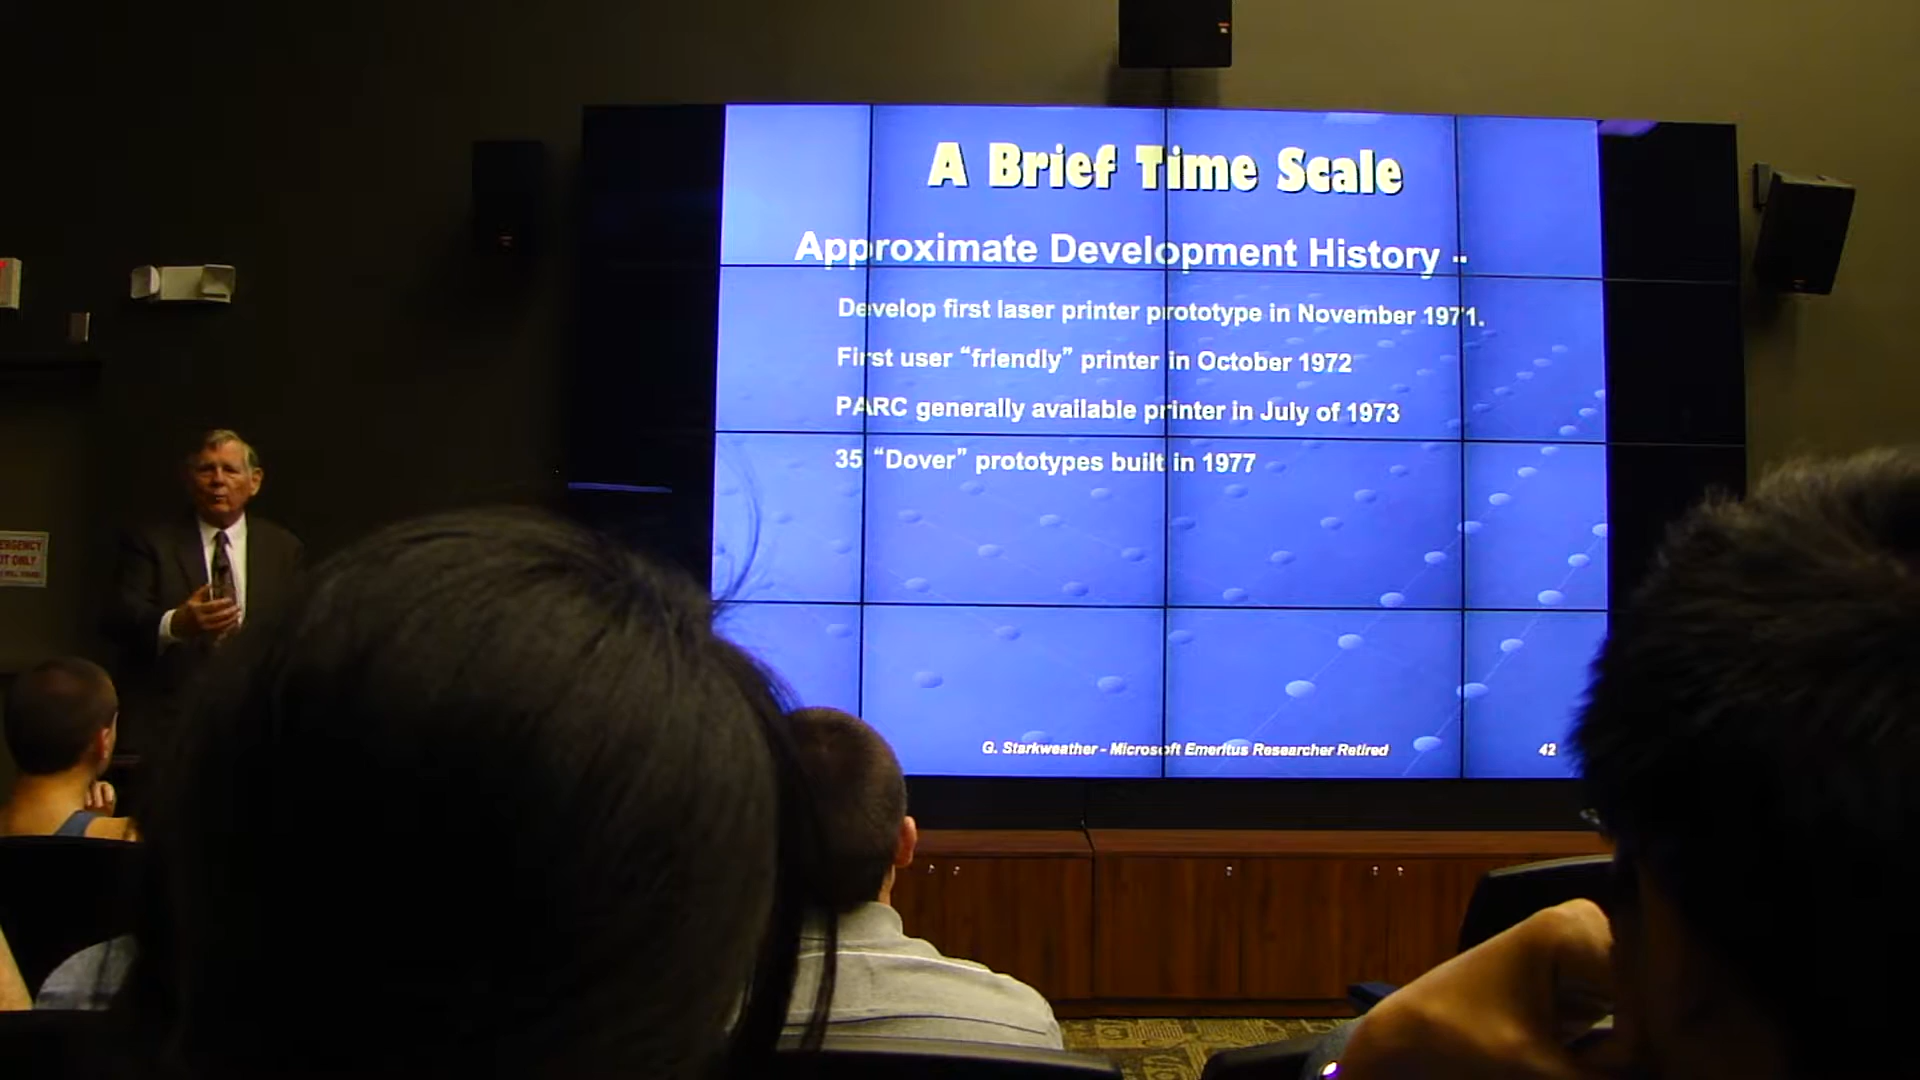 A Brief Time Scale
Approximate Development History -
Develop first laser printer prototype in November 1971.
First user “friendly” printer in October 1972
PARC generally available printer in July of 1973
35 “Dover” prototypes built in 1977
G. Starkweather - Microsoft Emeritus Researcher Retired
42